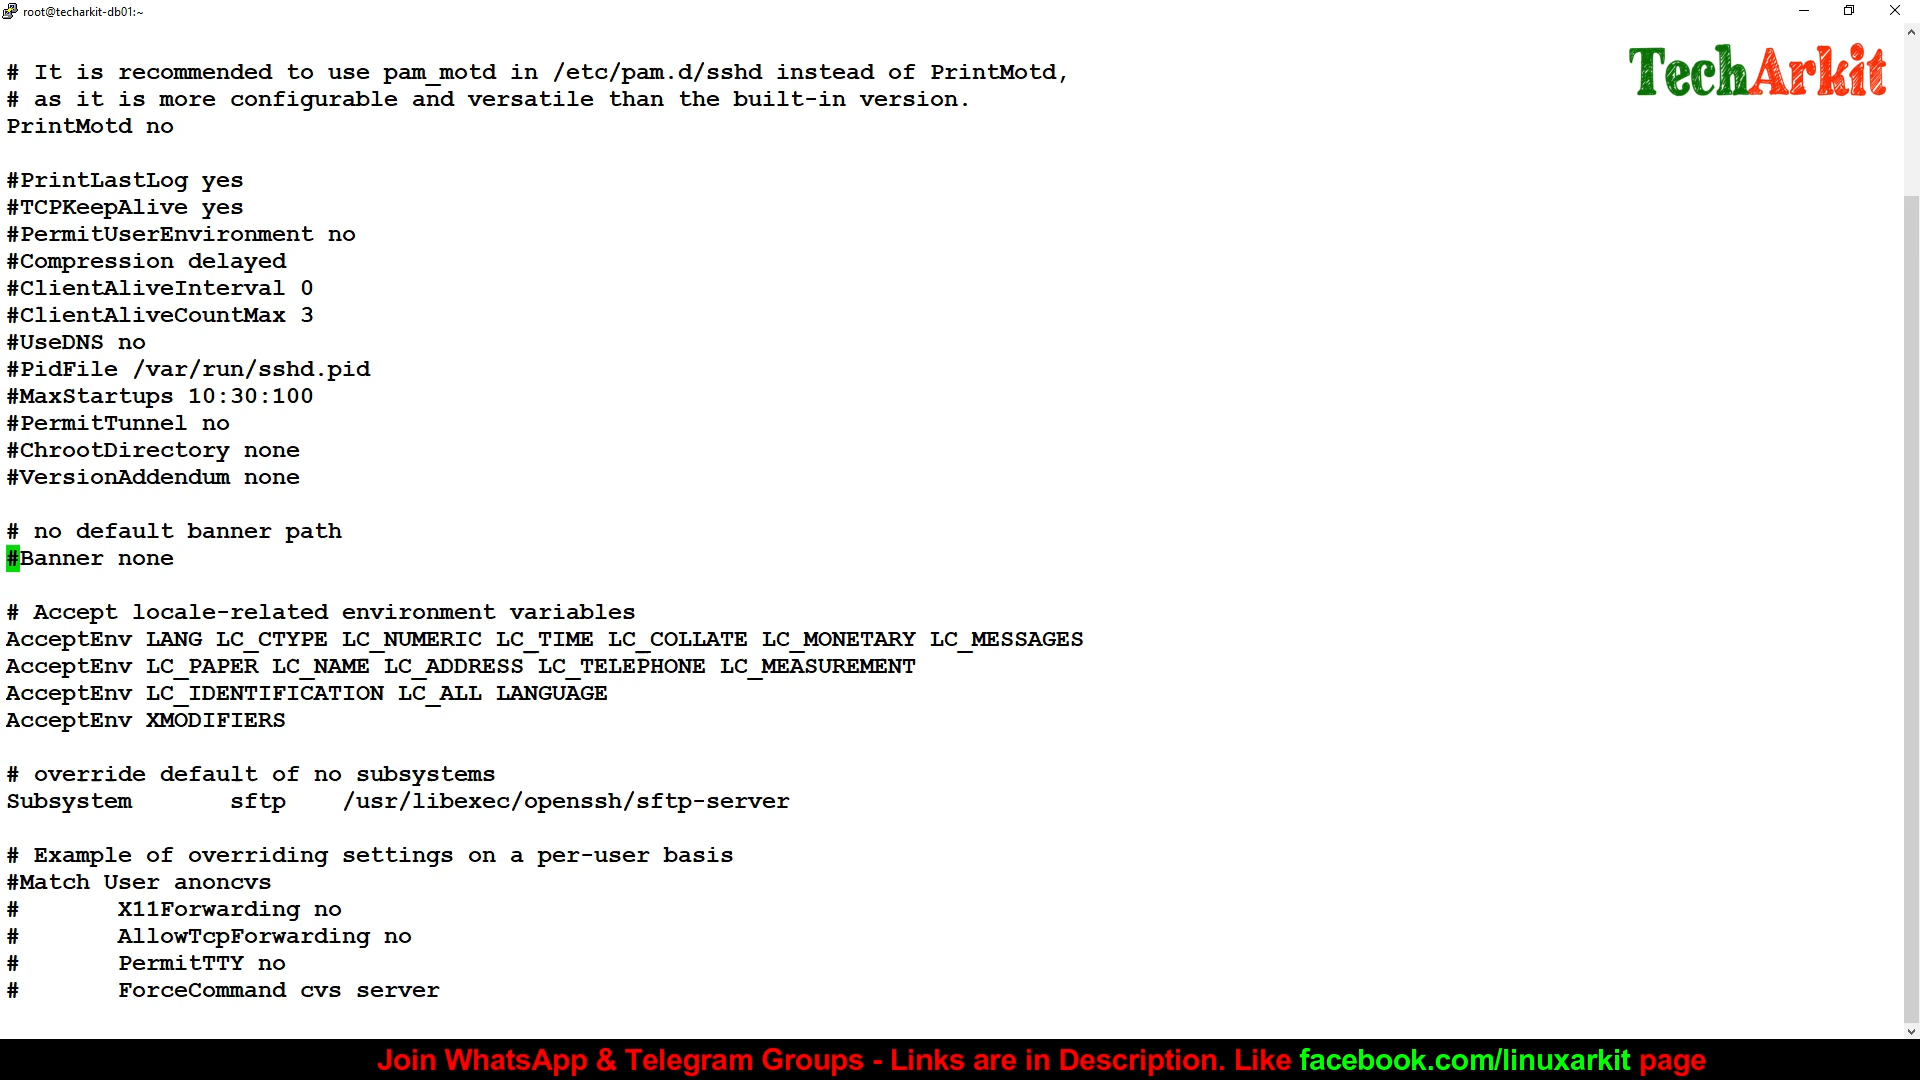 root@techarkit-db01:~
TechArkit
# It is recommended to use pam_motd in /etc/pam.d/sshd instead of PrintMotd,
# as it is more configurable and versatile than the built-in version.
PrintMotd no
#PrintLastLog yes
#TCPKeepAlive yes
#PermitUserEnvironment no
#Compression delayed
#ClientAliveInterval 0
#ClientAliveCountMax 3
#UseDNS no
#PidFile /var/run/sshd.pid
#MaxStartups 10:30:100
#PermitTunnel no
#ChrootDirectory none
#VersionAddendum none
# no default banner path
#Banner none
# Accept locale-related environment variables
AcceptEnv LANG LC_CTYPE LC_NUMERIC LC_TIME LC_COLLATE LC_MONETARY LC_MESSAGES
AcceptEnv LC_PAPER LC_NAME LC_ADDRESS LC_TELEPHONE LC_MEASUREMENT
AcceptEnv LC_IDENTIFICATION LC_ALL LANGUAGE
AcceptEnv XMODIFIERS
# override default of no subsystems
Subsystem       sftp    /usr/libexec/openssh/sftp-server
# Example of overriding settings on a per-user basis
#Match User anoncvs
#       X11Forwarding no
#       AllowTcpForwarding no
#       PermitTTY no
#       ForceCommand cvs server
Join WhatsApp & Telegram Groups - Links are in Description. Like facebook.com/linuxarkit page